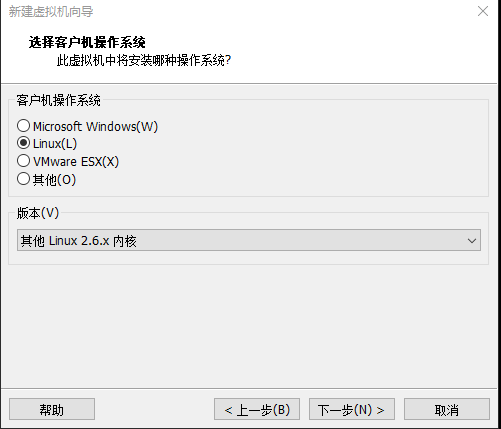 新建虚拟机向导
选择客户机操作系统
此虚拟机中将安装哪种操作系统?
客户机操作系统
Microsoft Windows(W)
Linux(L)
VMware ESX(X)
其他(O)
版本(V)
其他 Linux 2.6.x 内核
帮助
< 上一步(B)
下一步(N) >
取消